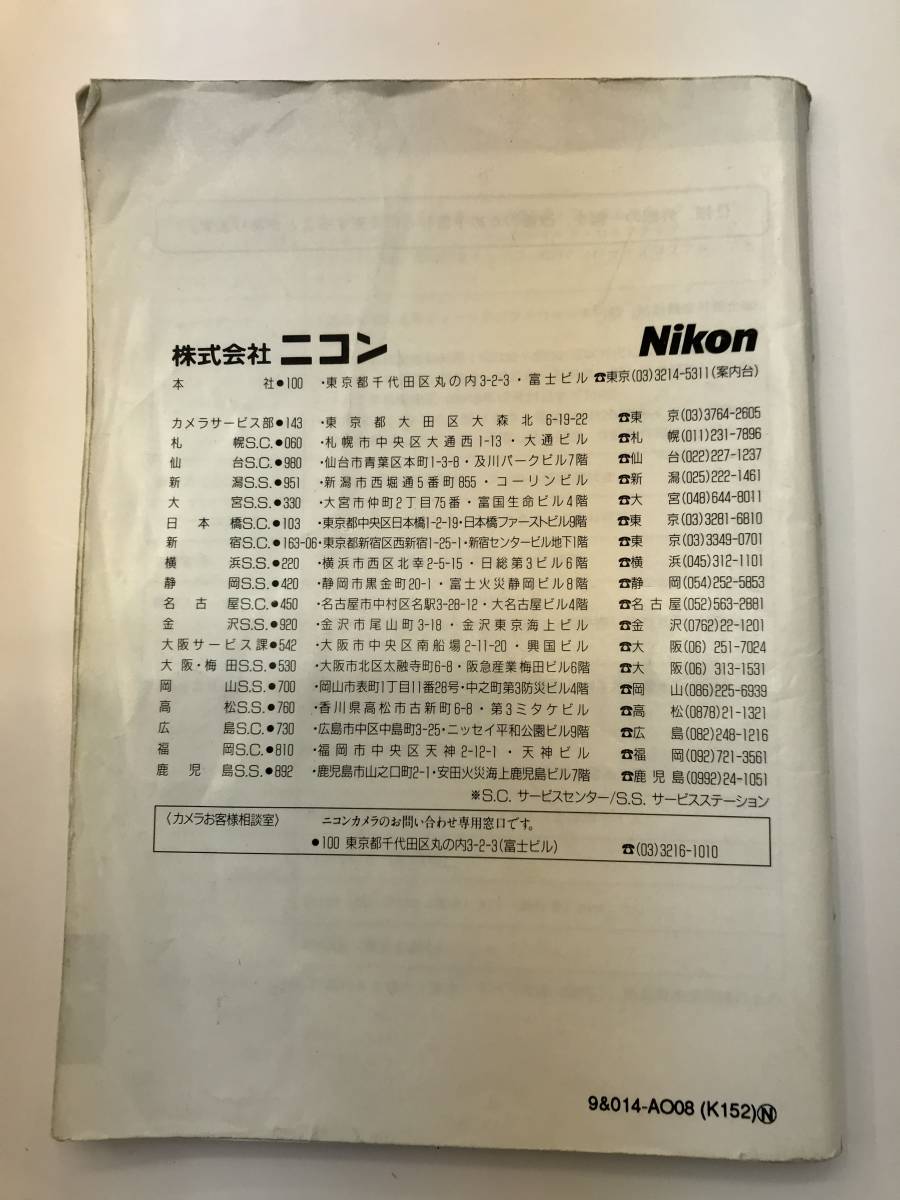 株式会社 ニコン Nikon
本社●100 ・東京都千代田区丸の内3-2-3・富士ビル ☎東京(03)3214-5311(案内台)
カメラサービス部●143 ・東京都大田区大森北6-19-22 ☎東京(03)3764-2605
札幌S.C.●060 ・札幌市中央区大通西1-13・大通ビル ☎札幌(011)231-7896
仙台S.C.●980 ・仙台市青葉区本町1-3-8・及川パークビル7階 ☎仙台(022)227-1237
新潟S.S.●951 ・新潟市西堀通5番町855・コーリンビル ☎新潟(025)222-1461
大宮S.S.●330 ・大宮市仲町2丁目75番・富国生命ビル4階 ☎大宮(048)644-8011
日本橋S.C.●103 ・東京都中央区日本橋1-2-19・日本橋ファーストビル9階 ☎東京(03)3281-6810
新宿S.C.●163-06・東京都新宿区西新宿1-25-1・新宿センタービル地下1階 ☎東京(03)3349-0701
横浜S.S.●220 ・横浜市西区北幸2-5-15・日総第3ビル6階 ☎横浜(045)312-1101
静岡S.S.●420 ・静岡市黒金町20-1・富士火災静岡ビル8階 ☎静岡(054)252-5853
名古屋S.C.●450 ・名古屋市中村区名駅3-28-12・大名古屋ビル4階 ☎名古屋(052)563-2881
金沢S.S.●920 ・金沢市尾山町3-18・金沢東京海上ビル ☎金沢(0762)22-1201
大阪サービス課●542 ・大阪市中央区南船場2-11-20・興国ビル ☎大阪(06)251-7024
大阪・梅田S.S.●530 ・大阪市北区太融寺町6-8・阪急産業梅田ビル6階 ☎大阪(06)313-1531
岡山S.S.●700 ・岡山市表町1丁目11番28号・中之町第3防災ビル4階 ☎岡山(086)225-6939
高松S.S.●760 ・香川県高松市古新町6-8・第3ミタケビル ☎高松(0878)21-1321
広島S.C.●730 ・広島市中区中島町3-25・ニッセイ平和公園ビル9階 ☎広島(082)248-1216
福岡S.C.●810 ・福岡市中央区天神2-12-1・天神ビル ☎福岡(092)721-3561
鹿児島S.S.●892 ・鹿児島市山之口町2-1・安田火災海上鹿児島ビル7階 ☎鹿児島(0992)24-1051
※S.C. サービスセンター/S.S. サービスステーション
〈カメラお客様相談室〉 ニコンカメラのお問い合わせ専用窓口です。
●100 東京都千代田区丸の内3-2-3(富士ビル) ☎(03)3216-1010
9&014-AO08 (K152)Ⓝ